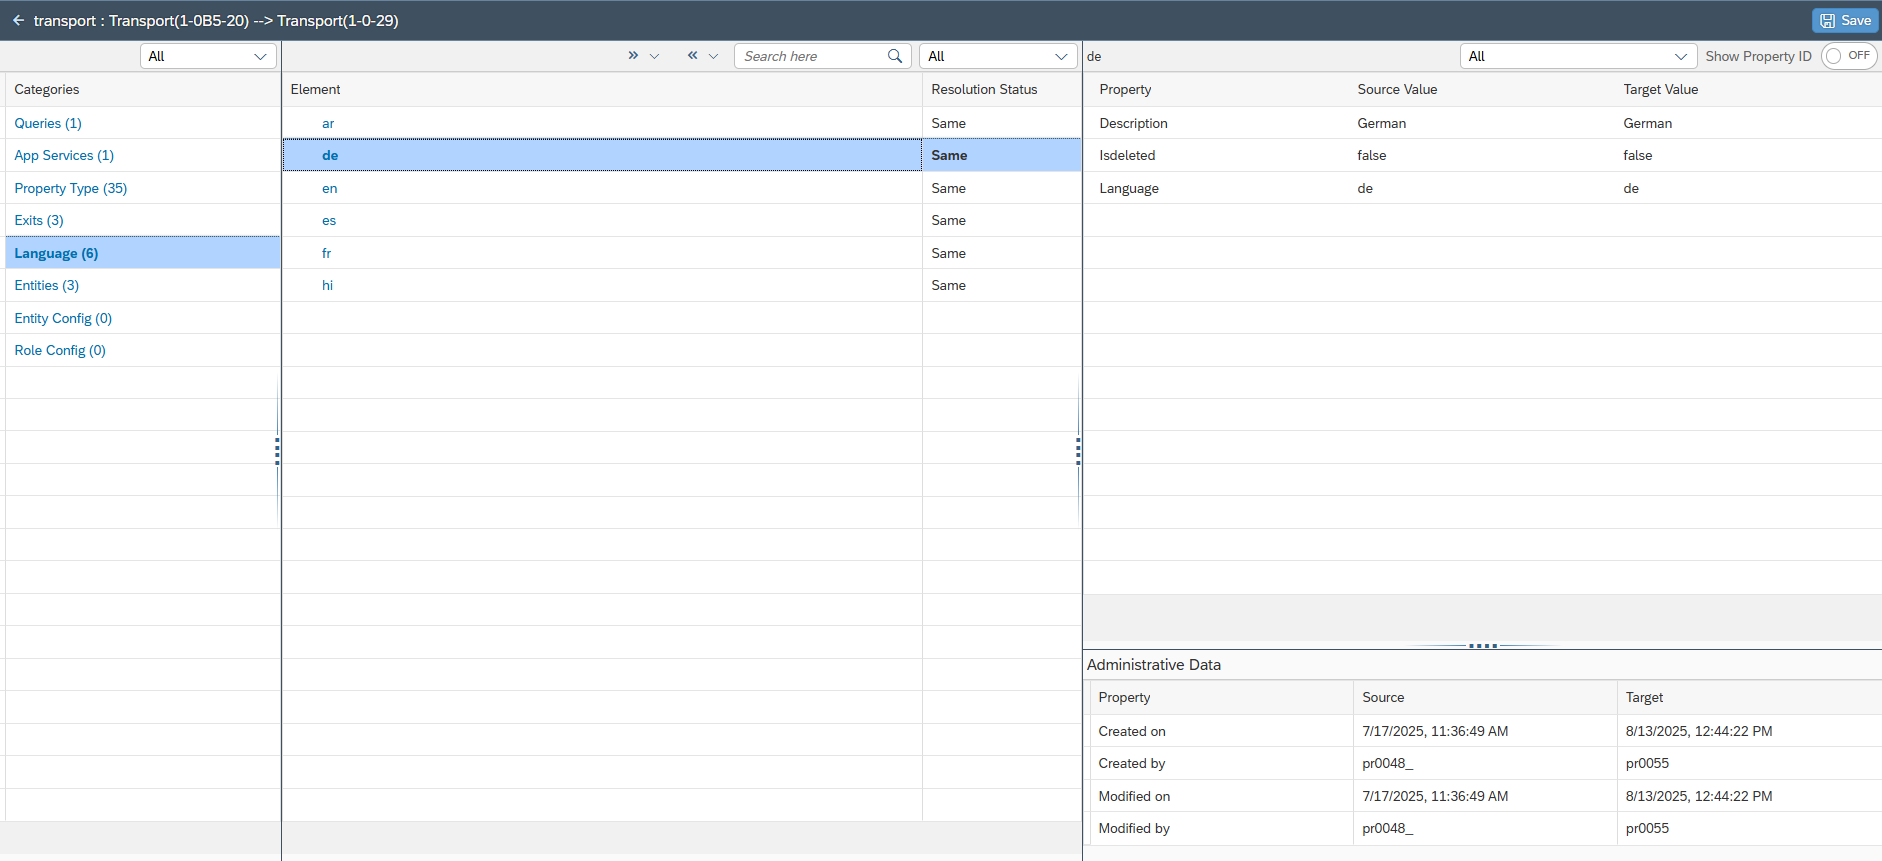 transport : Transport(1-0B5-20) --> Transport(1-0-29)
Save
All
Search here
All
de
All
Show Property ID
OFF
Categories
Queries (1)
App Services (1)
Property Type (35)
Exits (3)
Language (6)
Entities (3)
Entity Config (0)
Role Config (0)
Element Resolution Status
ar Same
de Same
en Same
es Same
fr Same
hi Same
Property Source Value Target Value
Description German German
Isdeleted false false
Language de de
Administrative Data
Property Source Target
Created on 7/17/2025, 11:36:49 AM 8/13/2025, 12:44:22 PM
Created by pr0048_ pr0055
Modified on 7/17/2025, 11:36:49 AM 8/13/2025, 12:44:22 PM
Modified by pr0048_ pr0055